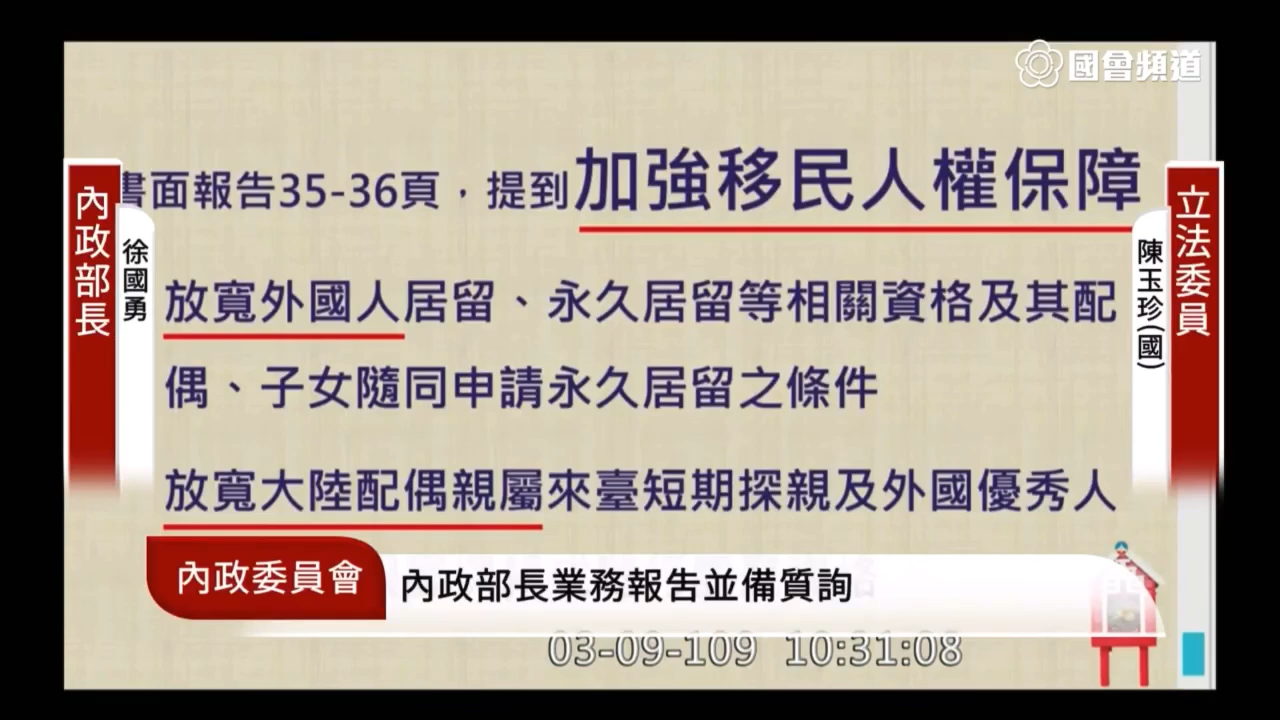 國會頻道
書面報告35-36頁，提到加強移民人權保障
放寬外國人居留、永久居留等相關資格及其配
偶、子女隨同申請永久居留之條件
放寬大陸配偶親屬來臺短期探親及外國優秀人
內政部長
徐國勇
立法委員
陳玉珍(國)
內政委員會
內政部長業務報告並備質詢
03-09-109 10:31:08